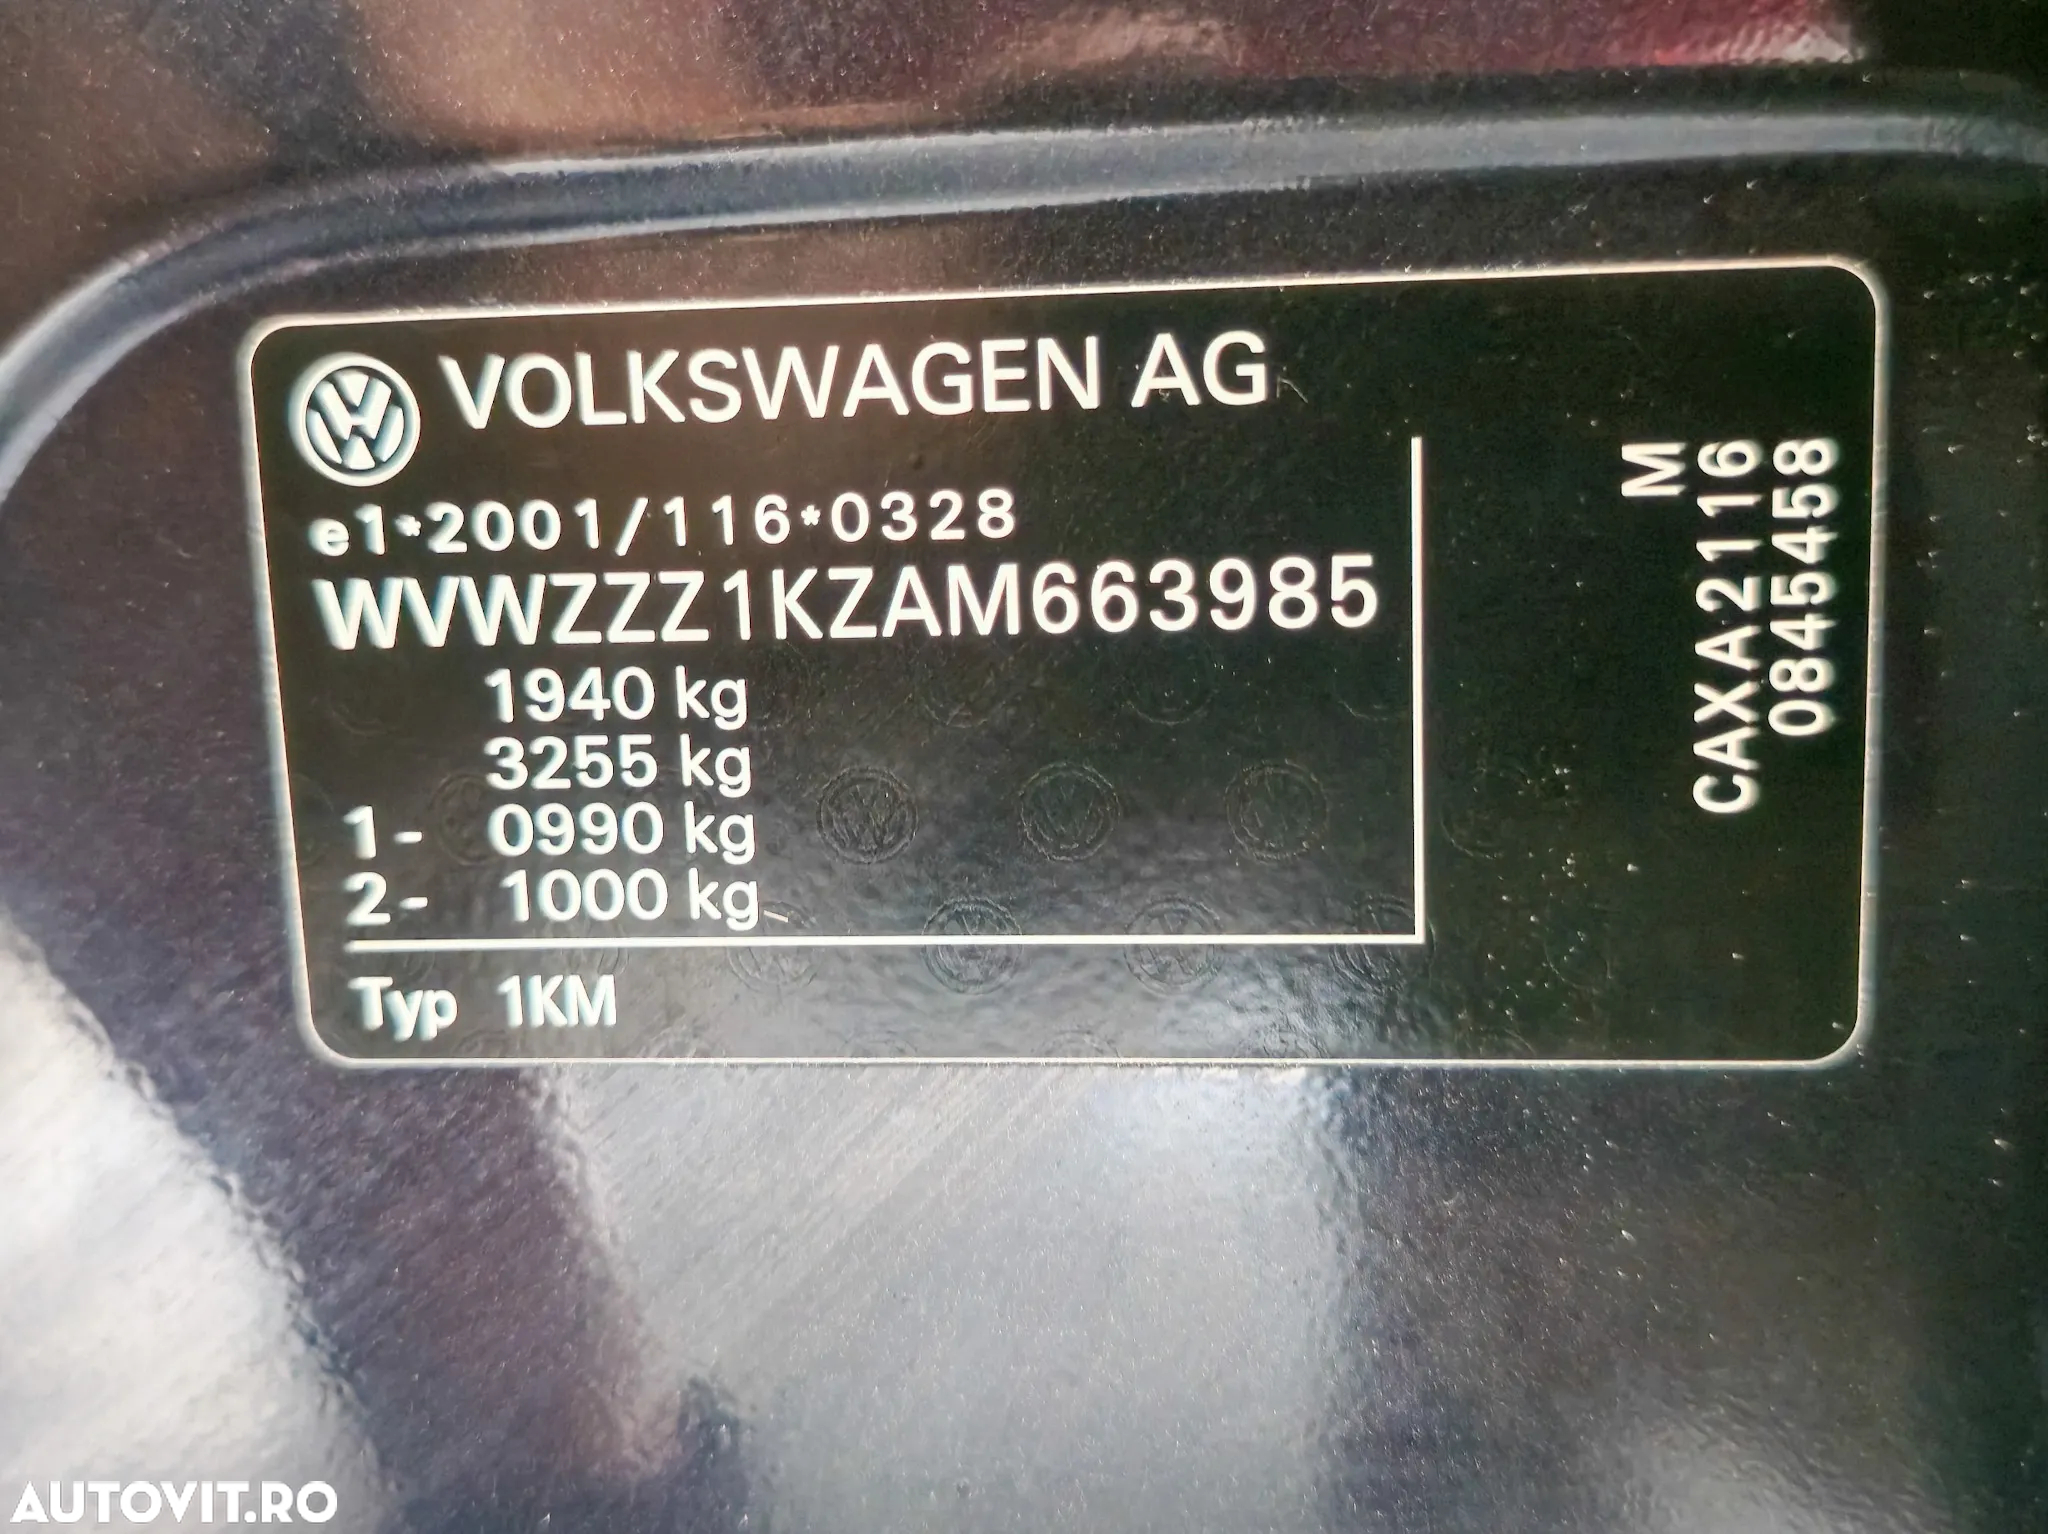 VOLKSWAGEN AG
e1*2001/116*0328
WVWZZZ1KZAM663985
1940 kg
3255 kg
1- 0990 kg
2- 1000 kg
Typ 1KM
M
CAXA2116
0845458
AUTOVIT.RO